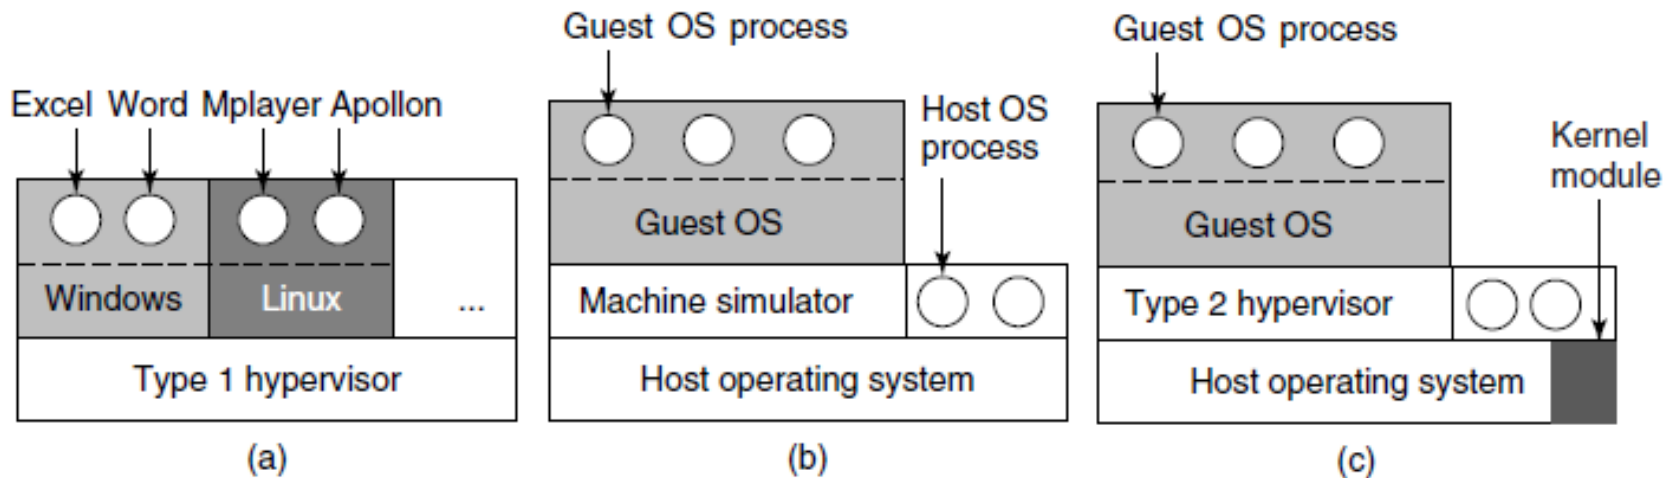 Excel Word Mplayer Apollon
Windows
Linux
...
Type 1 hypervisor
(a)
Guest OS process
Host OS
process
Guest OS
Machine simulator
Host operating system
(b)
Guest OS process
Kernel
module
Guest OS
Type 2 hypervisor
Host operating system
(c)